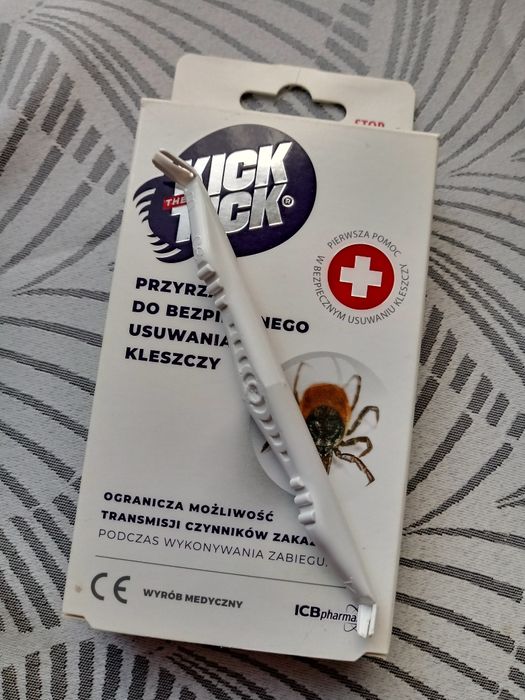 STOP
KICK
THE
TICK®
PIERWSZA POMOC
W BEZPIECZNYM USUWANIU KLESZCZY
DO
USUWANIA
KLESZCZY
OGRANICZA MOŻLIWOŚĆ
TRANSMISJI CZYNNIKÓW
PODCZAS WYKONYWANIA ZABIEGU.
CE WYRÓB MEDYCZNY
ICBpharma